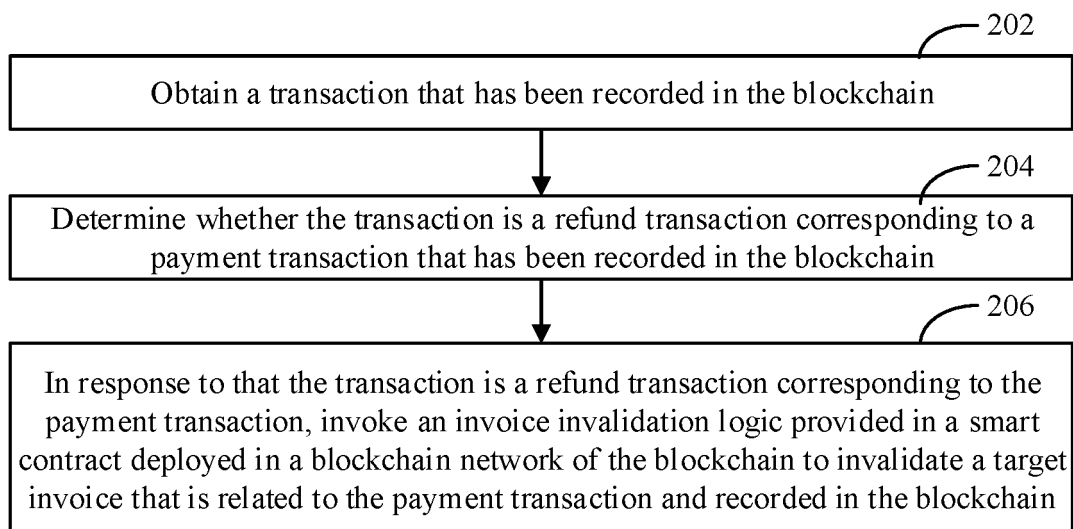 202
Obtain a transaction that has been recorded in the blockchain
204
Determine whether the transaction is a refund transaction corresponding to a
payment transaction that has been recorded in the blockchain
206
In response to that the transaction is a refund transaction corresponding to the
payment transaction, invoke an invoice invalidation logic provided in a smart
contract deployed in a blockchain network of the blockchain to invalidate a target
invoice that is related to the payment transaction and recorded in the blockchain